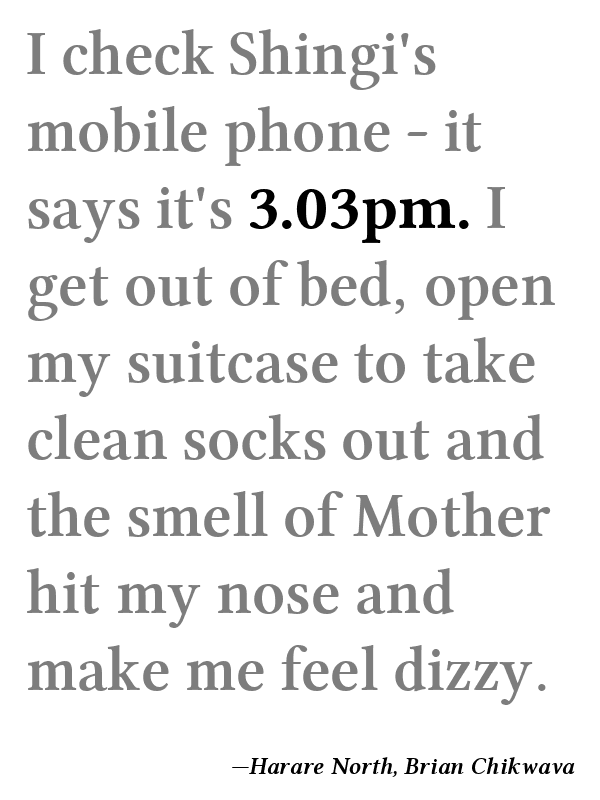 I check Shingi's
mobile phone - it
says it's 3.03pm. I
get out of bed, open
my suitcase to take
clean socks out and
the smell of Mother
hit my nose and
make me feel dizzy.
—Harare North, Brian Chikwava